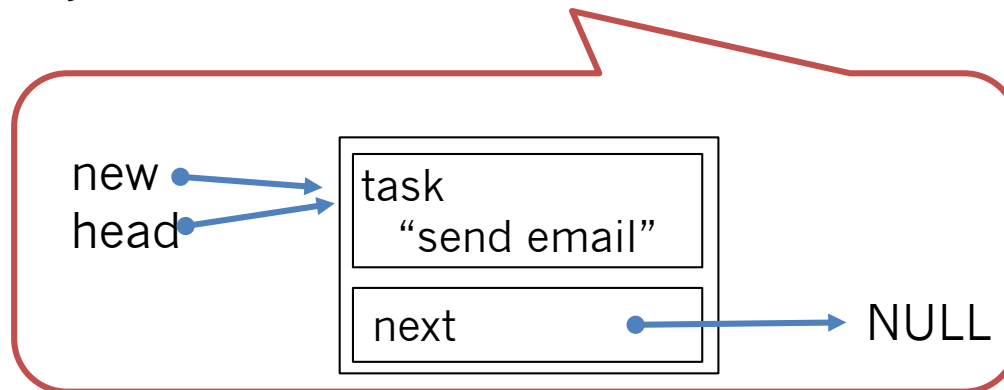 new
head
task
“send email”
next
NULL